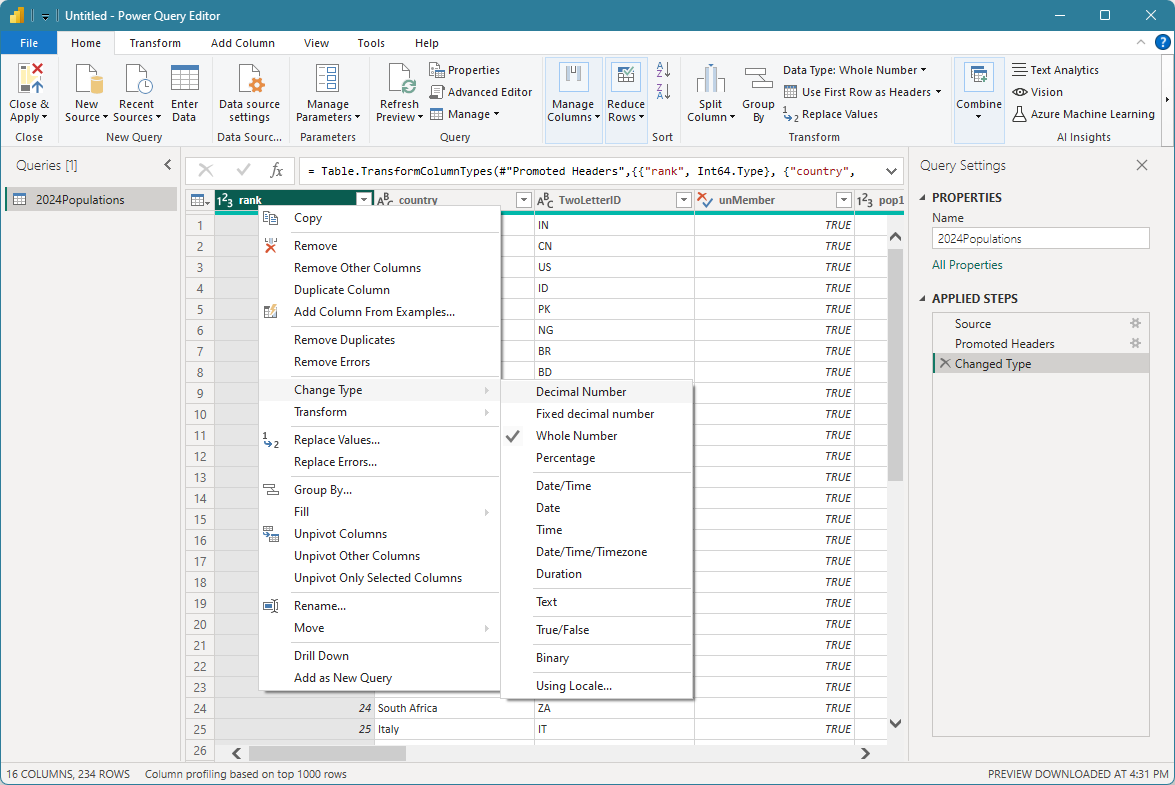 Untitled - Power Query Editor
File Home Transform Add Column View Tools Help
Close & Apply
New Source
Recent Sources
Enter Data
Data source settings
Manage Parameters
Refresh Preview
Properties
Advanced Editor
Manage
Manage Columns
Reduce Rows
Split Column
Group By
Data Type: Whole Number
Use First Row as Headers
Replace Values
Combine
Text Analytics
Vision
Azure Machine Learning
Close New Query Data Sourc... Parameters Query Sort Transform AI Insights
Queries [1]
2024Populations
fx = Table.TransformColumnTypes(#"Promoted Headers",{{"rank", Int64.Type}, {"country",
1²3 rank ABC country ABC TwoLetterID unMember 1²3 pop1
1 IN TRUE
2 CN TRUE
3 US TRUE
4 ID TRUE
5 PK TRUE
6 NG TRUE
7 BR TRUE
8 BD TRUE
9 TRUE
10 TRUE
11 TRUE
12 TRUE
13 TRUE
14 TRUE
15 TRUE
16 TRUE
17 TRUE
18 TRUE
19 TRUE
20 TRUE
21 TRUE
22 TRUE
23 TRUE
24 24 South Africa ZA TRUE
25 25 Italy IT TRUE
26
Copy
Remove
Remove Other Columns
Duplicate Column
Add Column From Examples...
Remove Duplicates
Remove Errors
Change Type
Transform
Replace Values...
Replace Errors...
Group By...
Fill
Unpivot Columns
Unpivot Other Columns
Unpivot Only Selected Columns
Rename...
Move
Drill Down
Add as New Query
Decimal Number
Fixed decimal number
Whole Number
Percentage
Date/Time
Date
Time
Date/Time/Timezone
Duration
Text
True/False
Binary
Using Locale...
Query Settings
PROPERTIES
Name
2024Populations
All Properties
APPLIED STEPS
Source
Promoted Headers
Changed Type
16 COLUMNS, 234 ROWS Column profiling based on top 1000 rows PREVIEW DOWNLOADED AT 4:31 PM